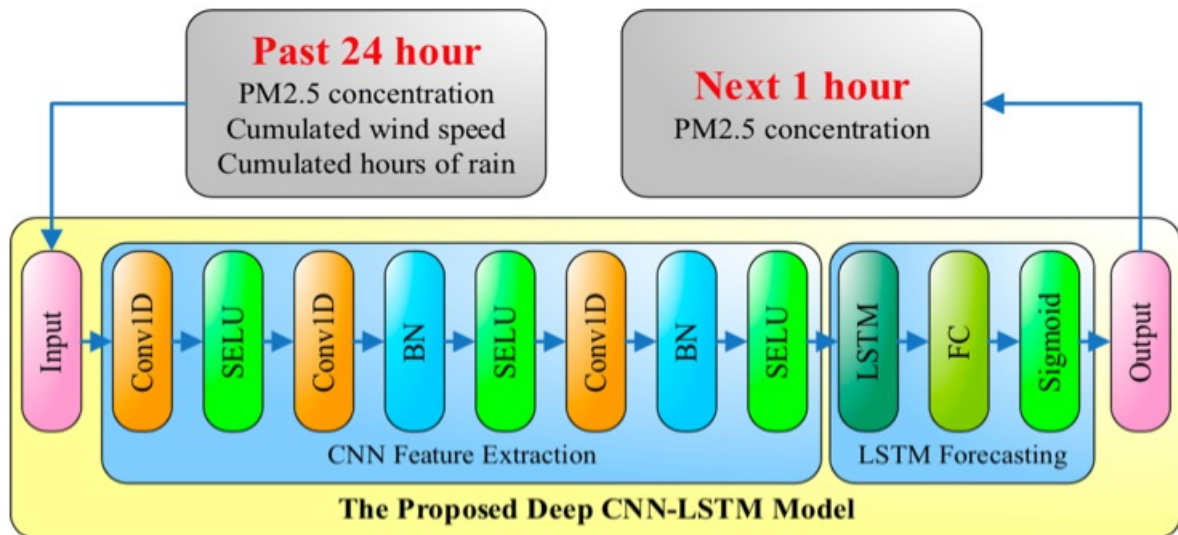 Past 24 hour
PM2.5 concentration
Cumulated wind speed
Cumulated hours of rain
Next 1 hour
PM2.5 concentration
Input
Conv1D
SELU
Conv1D
BN
SELU
Conv1D
BN
SELU
LSTM
FC
Sigmoid
Output
CNN Feature Extraction
LSTM Forecasting
The Proposed Deep CNN-LSTM Model